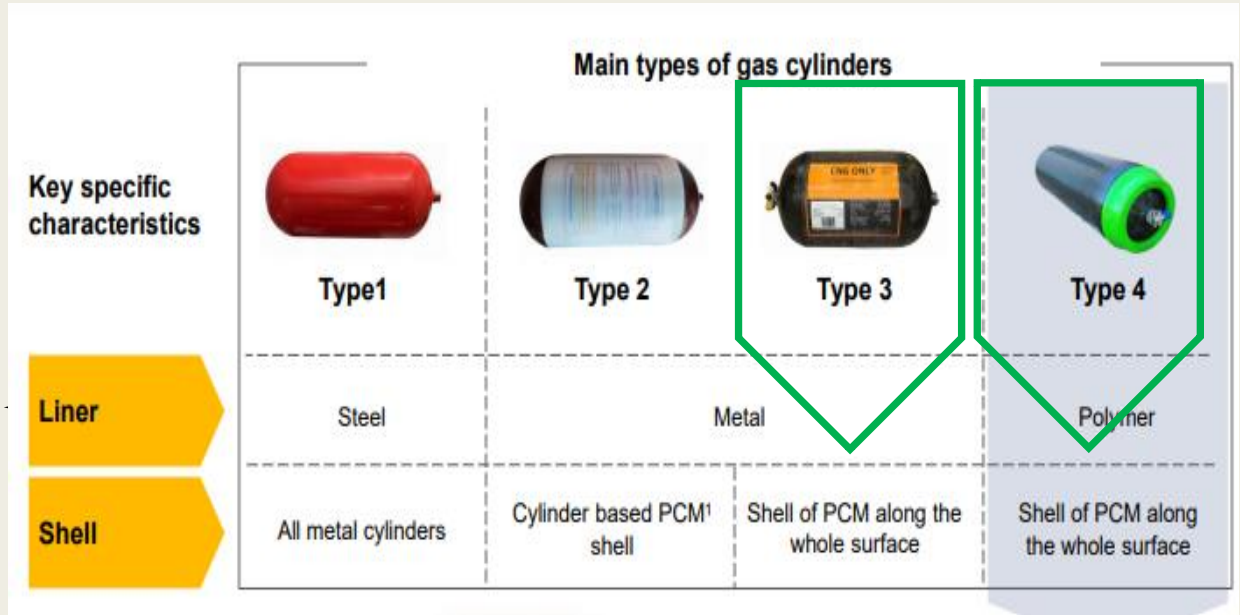 Main types of gas cylinders
Key specific
characteristics
CNG ONLY
Type1
Type 2
Type 3
Type 4
Liner
Steel
Metal
Polymer
Shell
All metal cylinders
Cylinder based PCM¹
shell
Shell of PCM along the
whole surface
Shell of PCM along
the whole surface